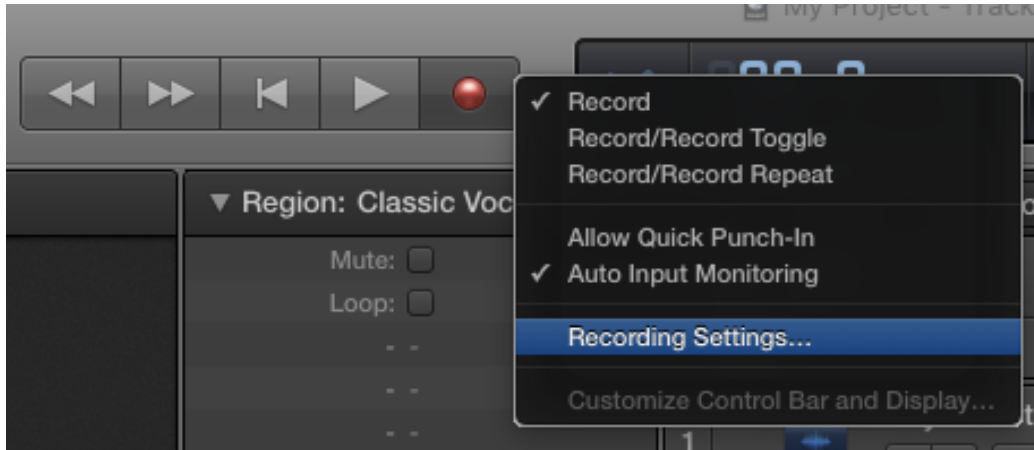 My Project - Track
Record
Record/Record Toggle
Record/Record Repeat
Region: Classic Voc
Allow Quick Punch-In
Mute:
Auto Input Monitoring
Loop:
Recording Settings...
- -
- -
Customize Control Bar and Display...
- -
1